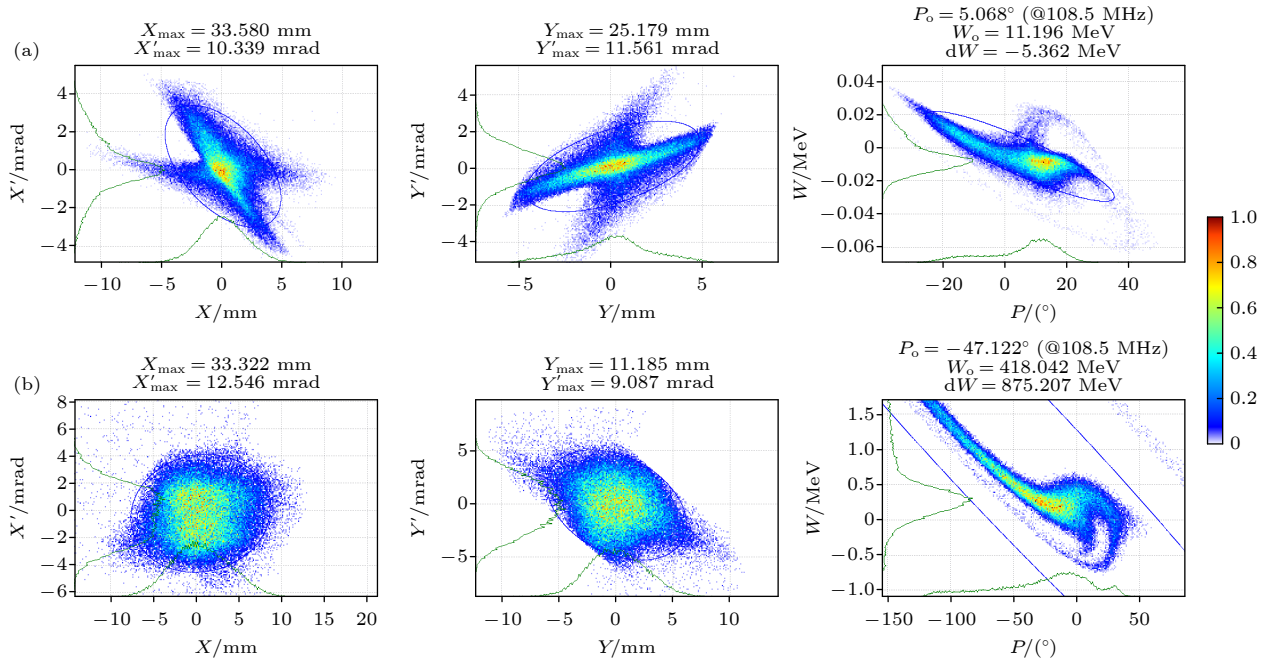 (a)
X_max = 33.580 mm
X′_max = 10.339 mrad
Y_max = 25.179 mm
Y′_max = 11.561 mrad
P_o = 5.068° (@108.5 MHz)
W_o = 11.196 MeV
dW = −5.362 MeV
X′/mrad
4
2
0
−2
−4
−10
−5
0
5
10
X/mm
Y′/mrad
4
2
0
−2
−4
−5
0
5
Y/mm
W/MeV
0.04
0.02
0
−0.02
−0.04
−0.06
−20
0
20
40
P/(°)
1.0
0.8
0.6
0.4
0.2
0
(b)
X_max = 33.322 mm
X′_max = 12.546 mrad
Y_max = 11.185 mm
Y′_max = 9.087 mrad
P_o = −47.122° (@108.5 MHz)
W_o = 418.042 MeV
dW = 875.207 MeV
X′/mrad
8
6
4
2
0
−2
−4
−6
−10
−5
0
5
10
15
20
X/mm
Y′/mrad
5
0
−5
−10
−5
0
5
10
Y/mm
W/MeV
1.5
1.0
0.5
0
−0.5
−1.0
−150
−100
−50
0
50
P/(°)